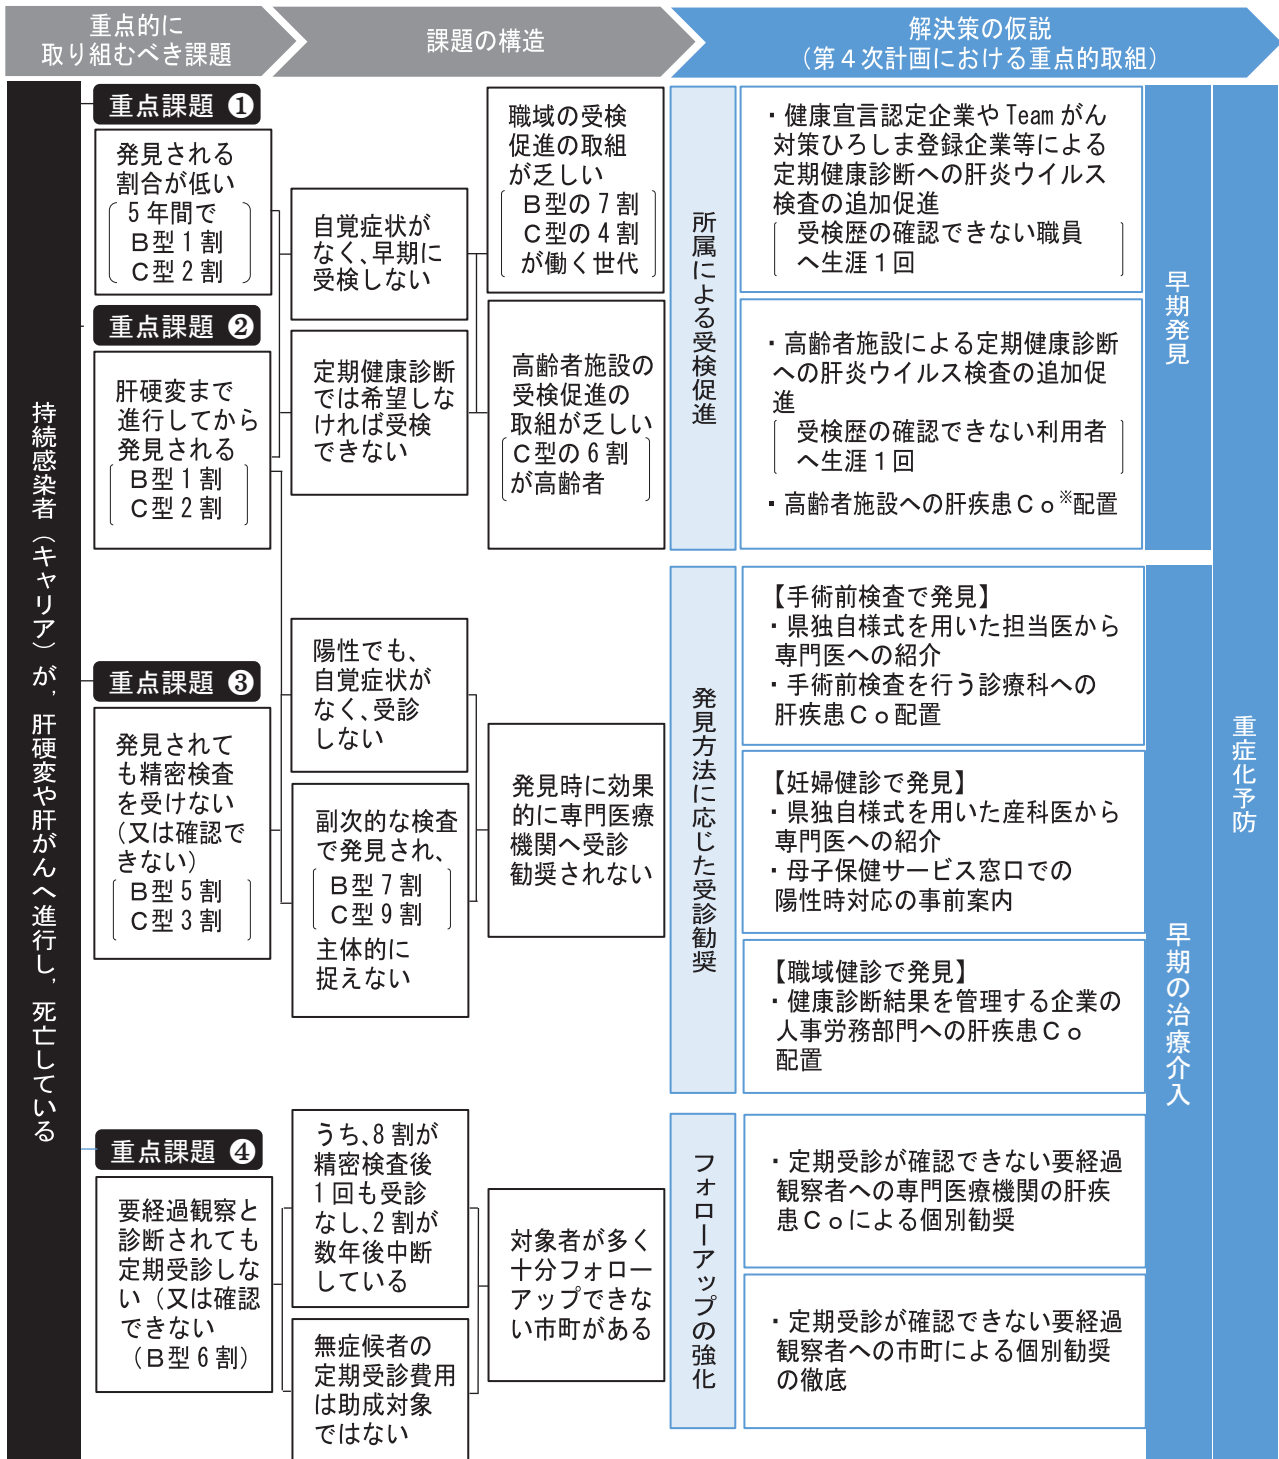 重点的に
取り組むべき課題
課題の構造
解決策の仮説
（第４次計画における重点的取組）
持続感染者（キャリア）が，肝硬変や肝がんへ進行し，死亡している
重点課題 ❶
発見される
割合が低い
５年間で
Ｂ型１割
Ｃ型２割
重点課題 ❷
肝硬変まで
進行してから
発見される
Ｂ型１割
Ｃ型２割
自覚症状が
なく、早期に
受検しない
定期健康診断
では希望しな
ければ受検
できない
職域の受検
促進の取組
が乏しい
Ｂ型の７割
Ｃ型の４割
が働く世代
高齢者施設の
受検促進の
取組が乏しい
Ｃ型の６割
が高齢者
所属による受検促進
・健康宣言認定企業や Team がん
対策ひろしま登録企業等による
定期健康診断への肝炎ウイルス
検査の追加促進
受検歴の確認できない職員
へ生涯１回
・高齢者施設による定期健康診断
への肝炎ウイルス検査の追加促
進
受検歴の確認できない利用者
へ生涯１回
・高齢者施設への肝疾患Ｃｏ※配置
早期発見
重点課題 ❸
発見されて
も精密検査
を受けない
（又は確認で
きない）
Ｂ型５割
Ｃ型３割
陽性でも、
自覚症状が
なく、受診
しない
副次的な検査
で発見され、
Ｂ型７割
Ｃ型９割
主体的に
捉えない
発見時に効果
的に専門医療
機関へ受診
勧奨されない
発見方法に応じた受診勧奨
【手術前検査で発見】
・県独自様式を用いた担当医から
専門医への紹介
・手術前検査を行う診療科への
肝疾患Ｃｏ配置
【妊婦健診で発見】
・県独自様式を用いた産科医から
専門医への紹介
・母子保健サービス窓口での
陽性時対応の事前案内
【職域健診で発見】
・健康診断結果を管理する企業の
人事労務部門への肝疾患Ｃｏ
配置
重点課題 ❹
要経過観察と
診断されても
定期受診しな
い（又は確認
できない
（Ｂ型６割）
うち、８割が
精密検査後
１回も受診
なし、２割が
数年後中断
している
無症候者の
定期受診費用
は助成対象
ではない
対象者が多く
十分フォロー
アップできな
い市町がある
フォローアップの強化
・定期受診が確認できない要経過
観察者への専門医療機関の肝疾
患Ｃｏによる個別勧奨
・定期受診が確認できない要経過
観察者への市町による個別勧奨
の徹底
早期の治療介入
重症化予防